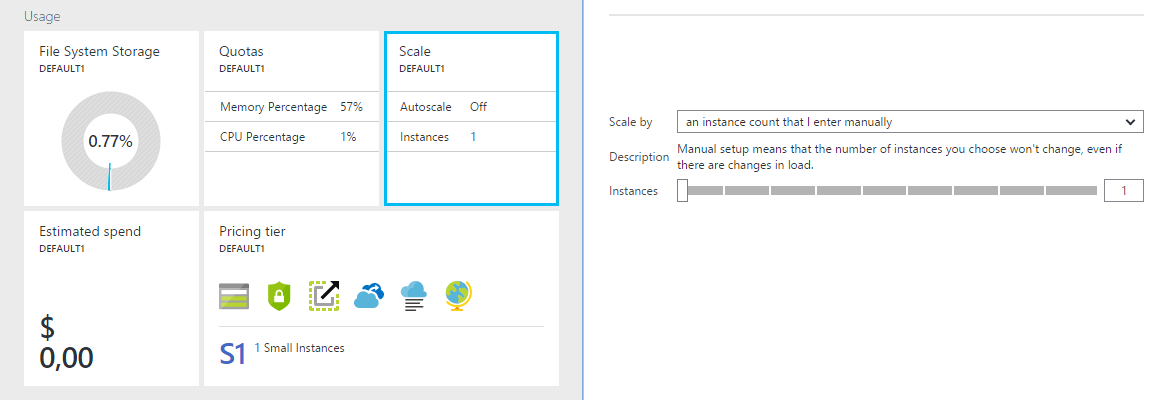 Usage
File System Storage
DEFAULT1
0.77%
Quotas
DEFAULT1
Memory Percentage 57%
CPU Percentage 1%
Scale
DEFAULT1
Autoscale Off
Instances 1
Estimated spend
DEFAULT1
$
0,00
Pricing tier
DEFAULT1
S1 1 Small Instances
Scale by an instance count that I enter manually
Description Manual setup means that the number of instances you choose won't change, even if
there are changes in load.
Instances 1